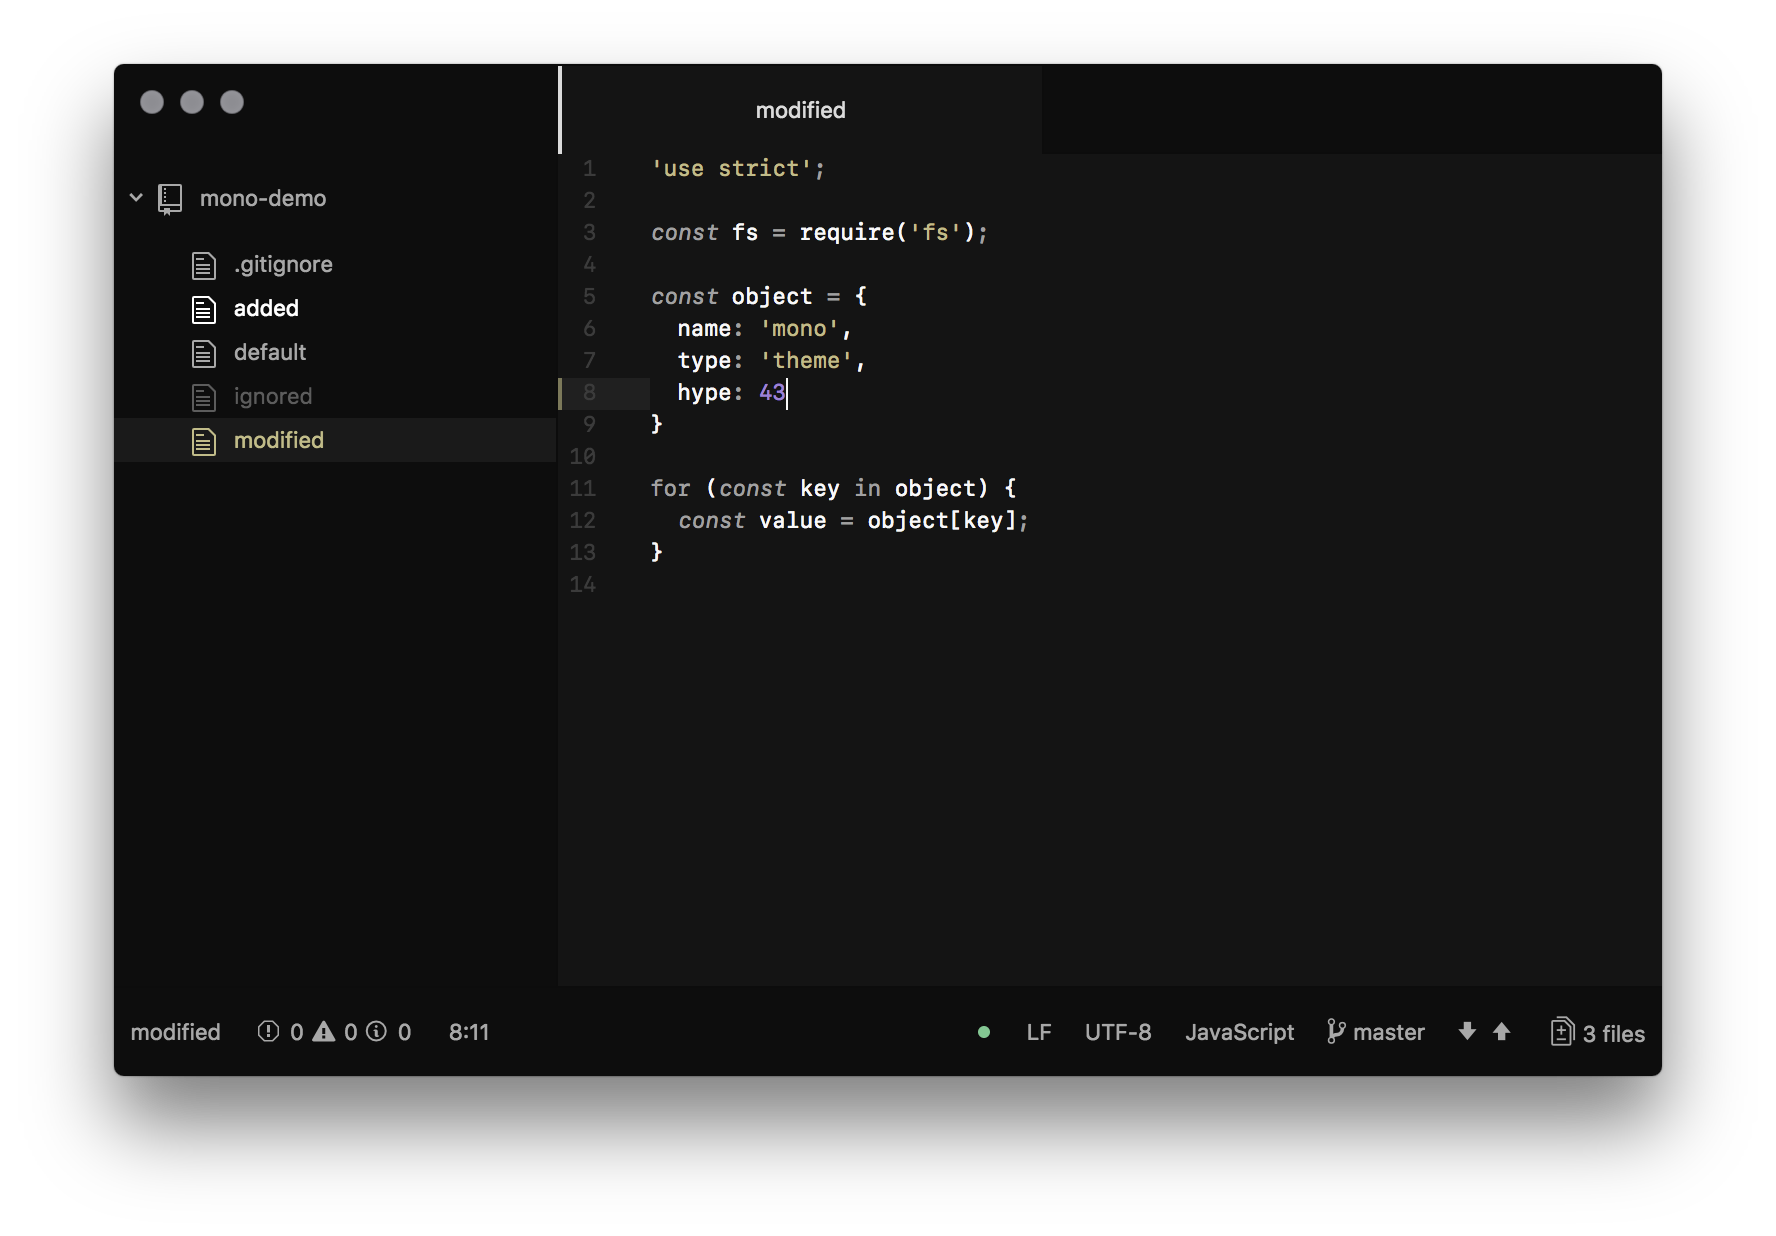 modified
mono-demo
.gitignore
added
default
ignored
modified
1 'use strict';
2
3 const fs = require('fs');
4
5 const object = {
6 name: 'mono',
7 type: 'theme',
8 hype: 43
9 }
10
11 for (const key in object) {
12 const value = object[key];
13 }
14
modified 0 0 0 8:11 LF UTF-8 JavaScript master 3 files